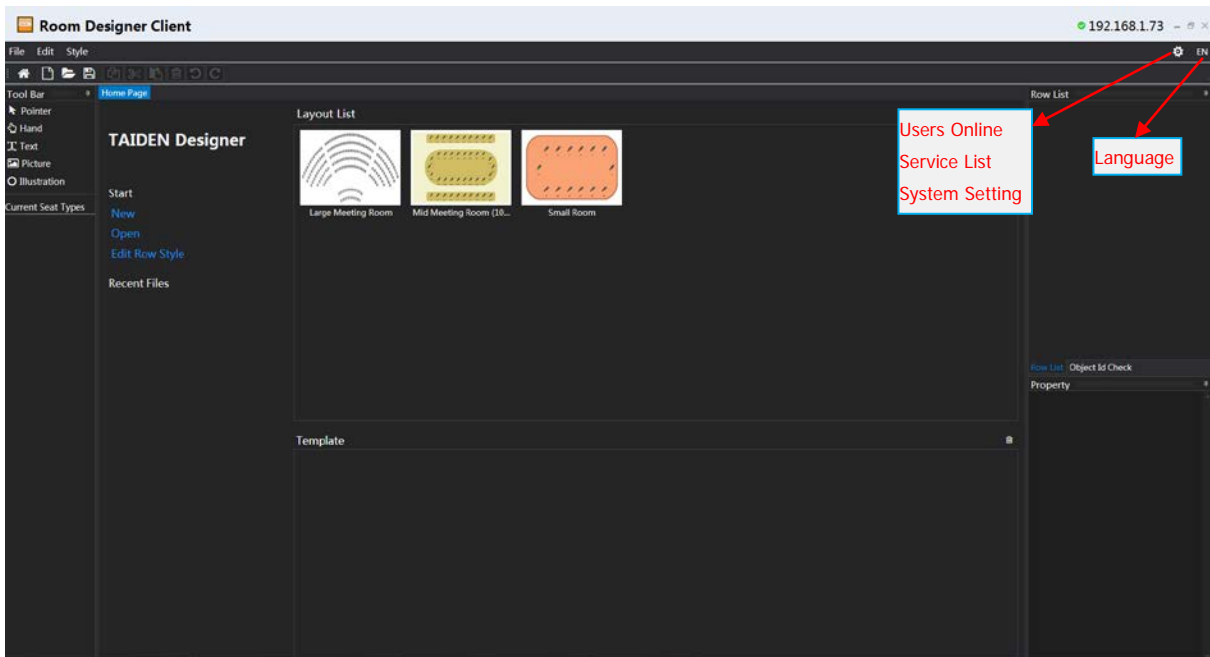 Room Designer Client
192.168.1.73
File Edit Style
EN
Tool Bar
Home Page
Row List
Pointer
Hand
Text
Picture
Illustration
Current Seat Types
TAIDEN Designer
Start
New
Open
Edit Row Style
Recent Files
Layout List
Large Meeting Room
Mid Meeting Room (10...
Small Room
Users Online
Service List
System Setting
Language
Row List Object Id Check
Property
Template